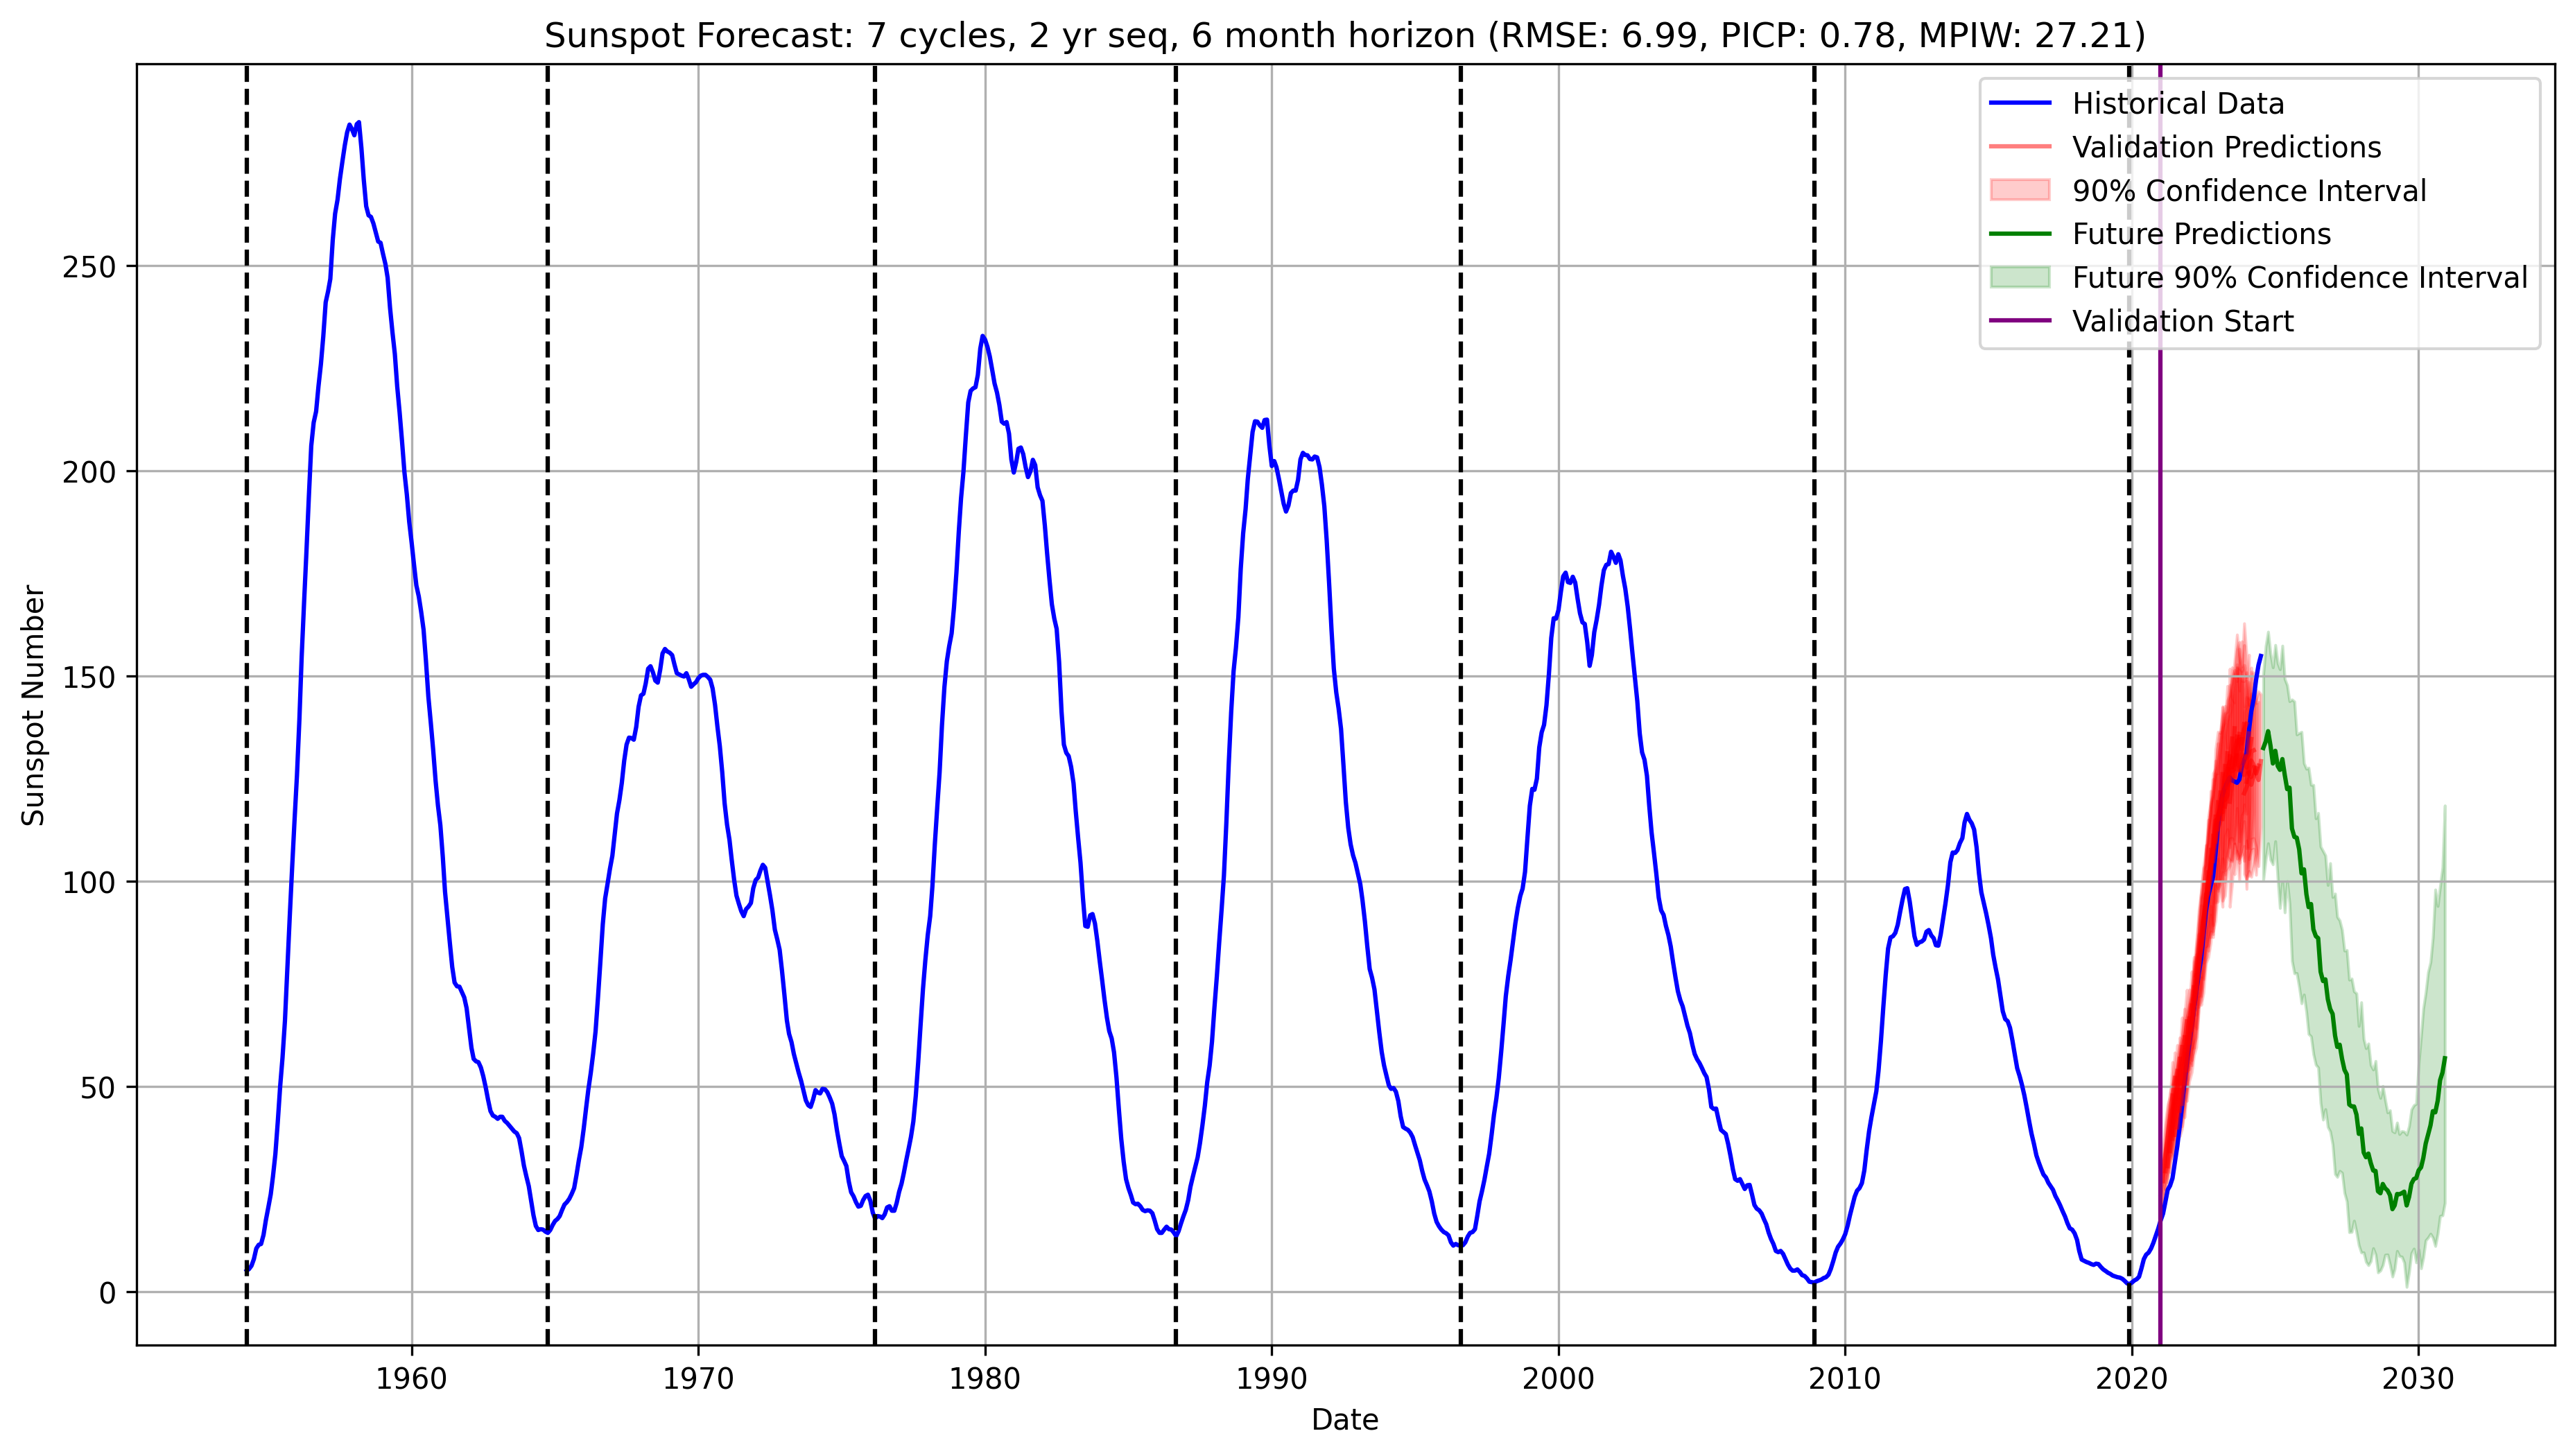 Sunspot Forecast: 7 cycles, 2 yr seq, 6 month horizon (RMSE: 6.99, PICP: 0.78, MPIW: 27.21)
Historical Data
Validation Predictions
90% Confidence Interval
Future Predictions
Future 90% Confidence Interval
Validation Start
Sunspot Number
250
200
150
100
50
0
1960 1970 1980 1990 2000 2010 2020 2030
Date